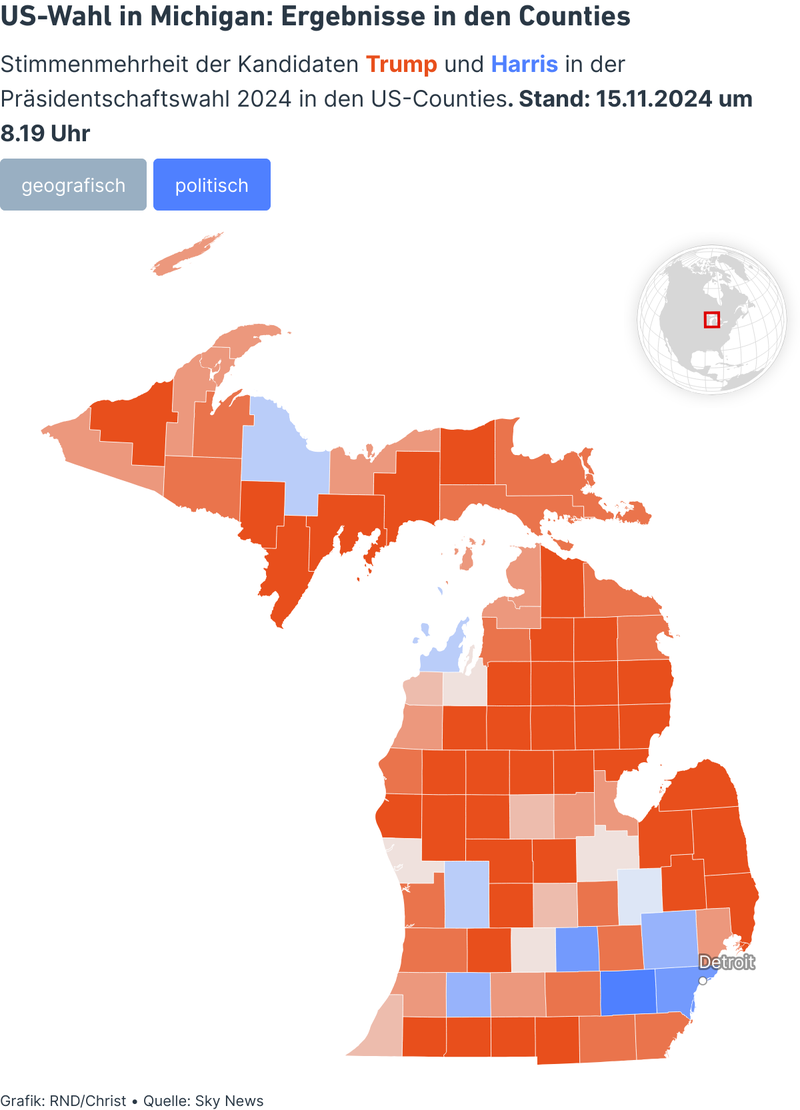 US-Wahl in Michigan: Ergebnisse in den Counties
Stimmenmehrheit der Kandidaten Trump und Harris in der
Präsidentschaftswahl 2024 in den US-Counties. Stand: 15.11.2024 um
8.19 Uhr
geografisch politisch
Detroit
Grafik: RND/Christ • Quelle: Sky News